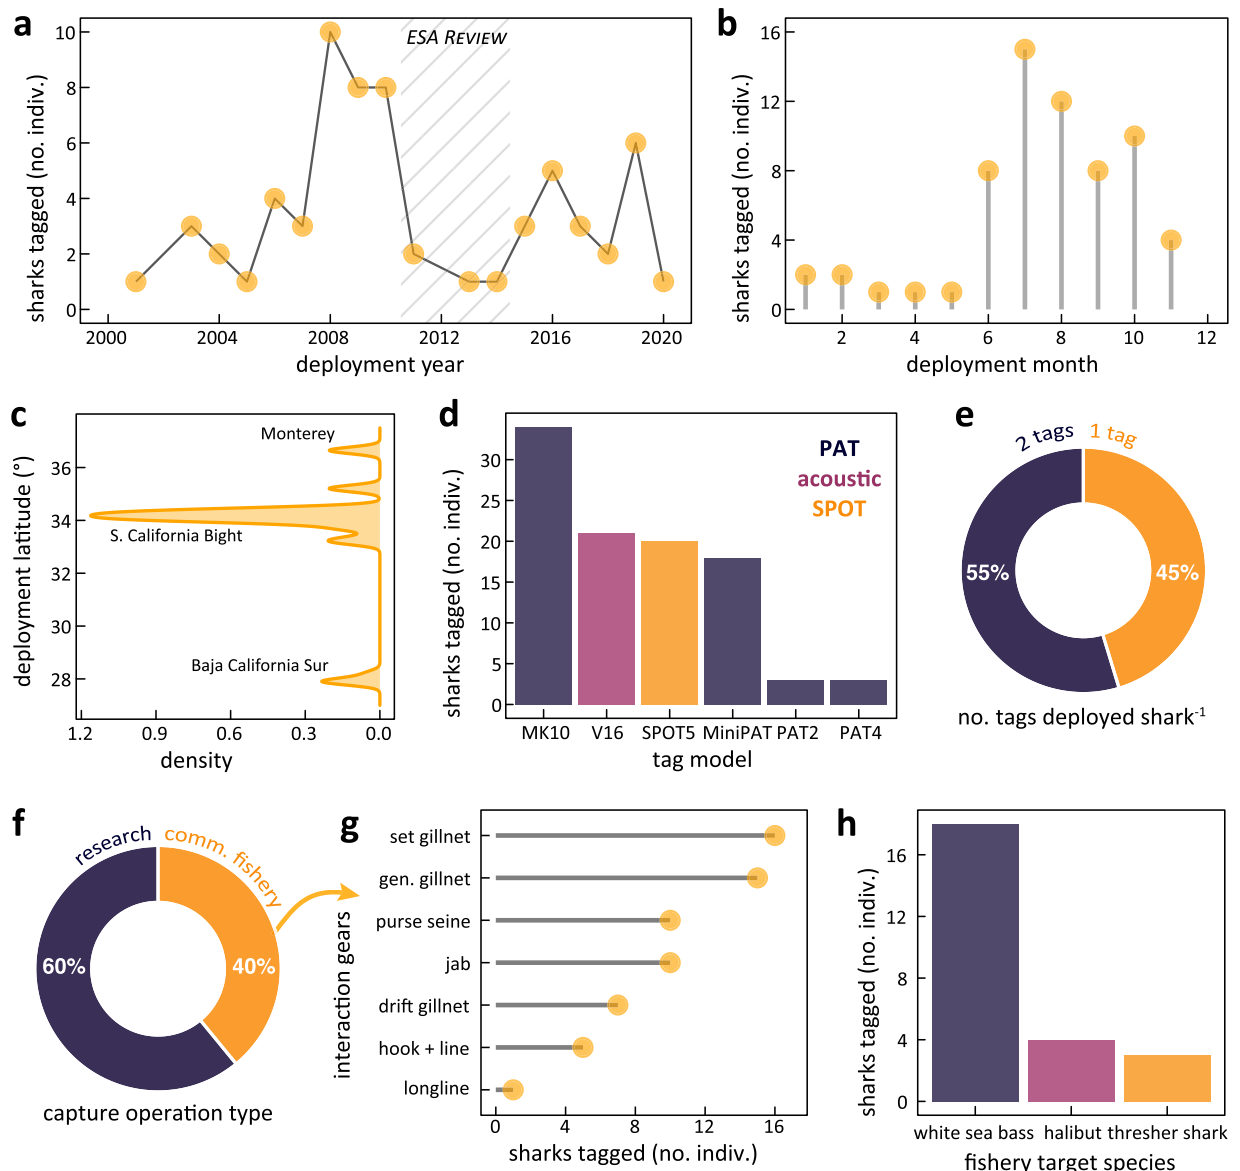 a
ESA REVIEW
sharks tagged (no. indiv.)
10
8
6
4
2
0
2000 2004 2008 2012 2016 2020
deployment year
b
sharks tagged (no. indiv.)
16
12
8
4
0
2 4 6 8 10 12
deployment month
c
Monterey
S. California Bight
Baja California Sur
deployment latitude (°)
36
34
32
30
28
1.2 0.9 0.6 0.3 0.0
density
d
PAT
acoustic
SPOT
sharks tagged (no. indiv.)
30
25
20
15
10
5
0
MK10 V16 SPOT5 MiniPAT PAT2 PAT4
tag model
e
2 tags 1 tag
55% 45%
no. tags deployed shark-1
f
research comm. fishery
60% 40%
capture operation type
g
interaction gears
set gillnet
gen. gillnet
purse seine
jab
drift gillnet
hook + line
longline
0 4 8 12 16
sharks tagged (no. indiv.)
h
sharks tagged (no. indiv.)
16
12
8
4
0
white sea bass halibut thresher shark
fishery target species